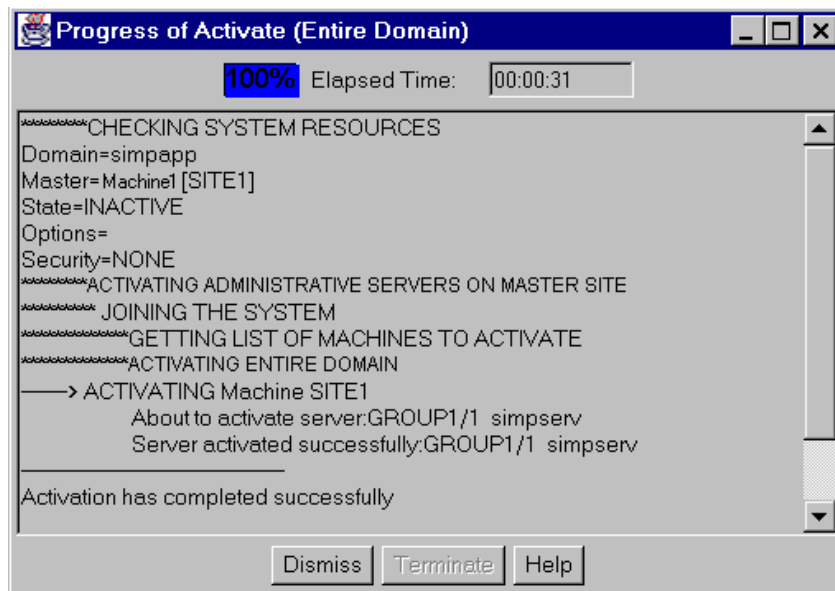 Progress of Activate (Entire Domain)
100% Elapsed Time: 00:00:31
*********CHECKING SYSTEM RESOURCES
Domain=simpapp
Master=Machine1 [SITE1]
State=INACTIVE
Options=
Security=NONE
*********ACTIVATING ADMINISTRATIVE SERVERS ON MASTER SITE
********** JOINING THE SYSTEM
**************GETTING LIST OF MACHINES TO ACTIVATE
**************ACTIVATING ENTIRE DOMAIN
----> ACTIVATING Machine SITE1
About to activate server:GROUP1/1 simpserv
Server activated successfully:GROUP1/1 simpserv
Activation has completed successfully
Dismiss Terminate Help